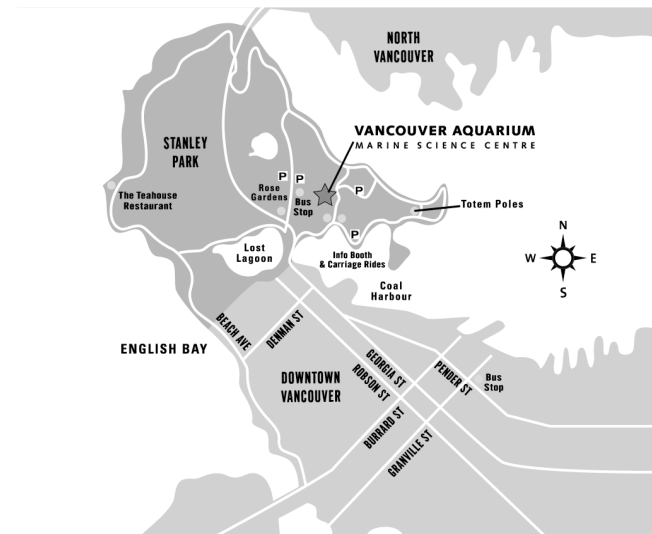 NORTH
VANCOUVER
VANCOUVER AQUARIUM
MARINE SCIENCE CENTRE
STANLEY
PARK
P
P
P
Rose
Gardens
Bus
Stop
The Teahouse
Restaurant
Totem Poles
P
N
W
E
S
Lost
Lagoon
Info Booth
& Carriage Rides
Coal
Harbour
BEACH AVE
DENMAN ST
ENGLISH BAY
GEORGIA ST
ROBSON ST
PENDER ST
Bus
Stop
DOWNTOWN
VANCOUVER
BURRARD ST
GRANVILLE ST